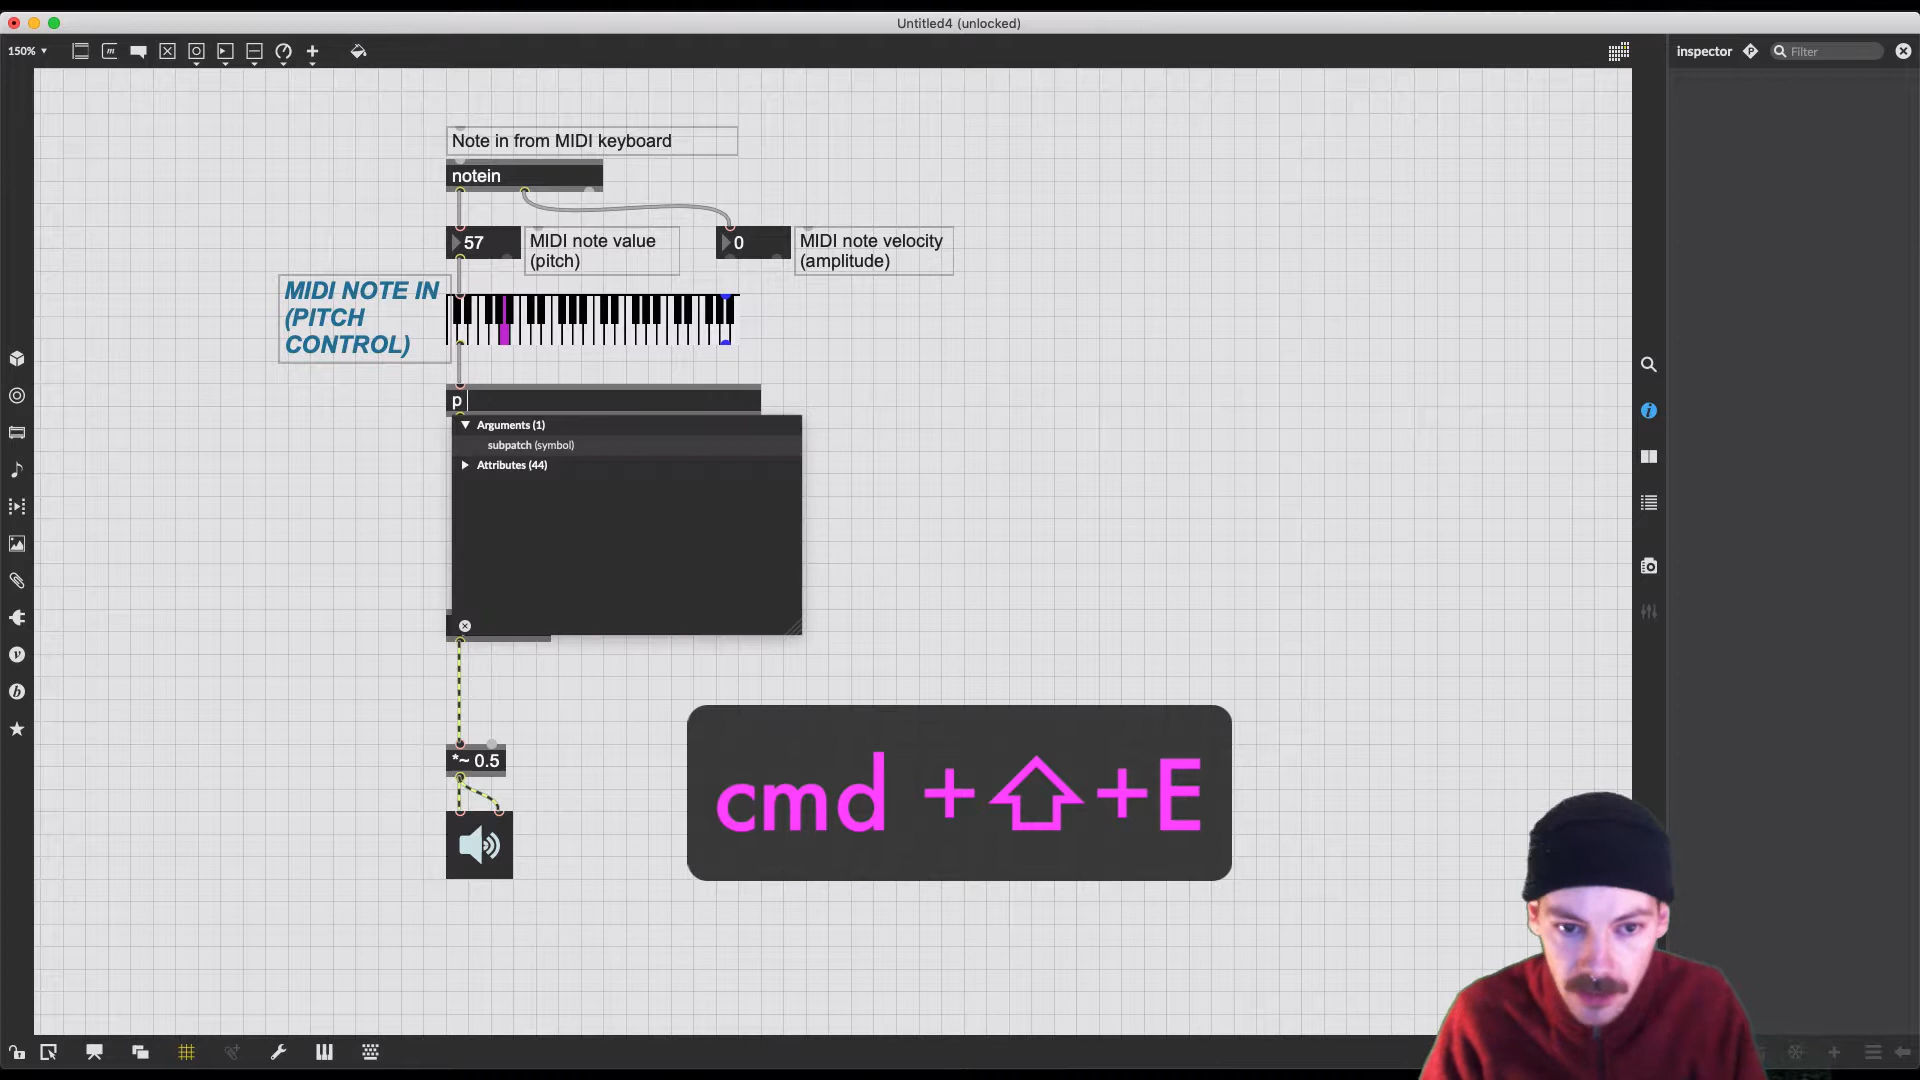 Untitled4 (unlocked)
150%
inspector
Filter
Note in from MIDI keyboard
notein
57
MIDI note value
(pitch)
0
MIDI note velocity
(amplitude)
MIDI NOTE IN
(PITCH
CONTROL)
p
Arguments (1)
subpatch (symbol)
Attributes (44)
*~ 0.5
cmd +⇧+E